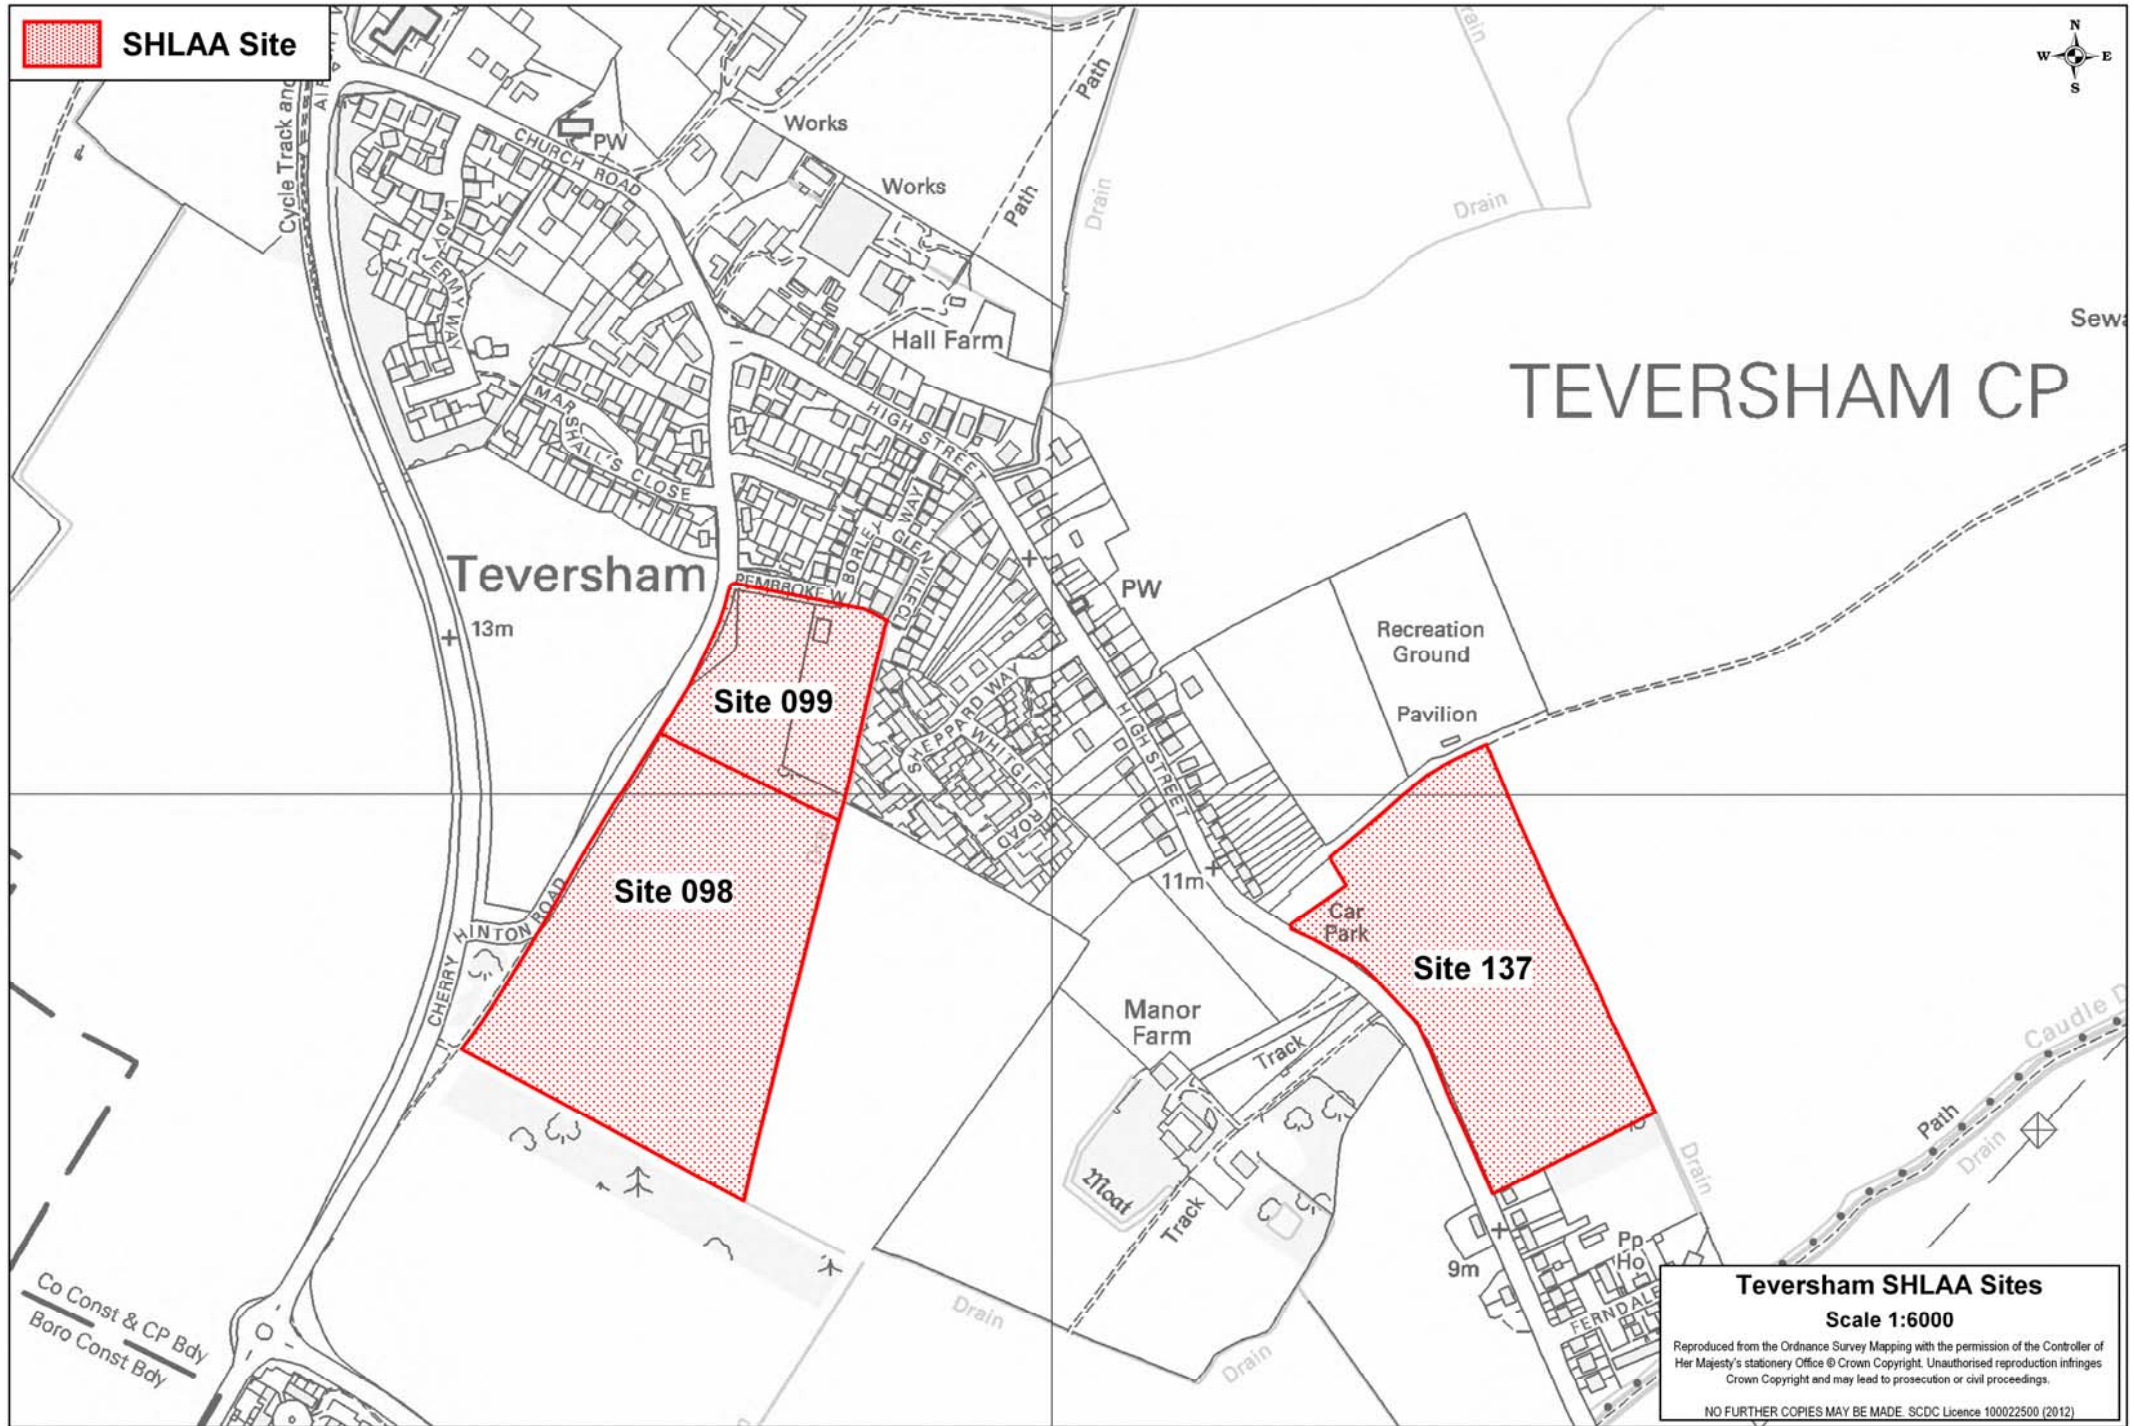 SHLAA Site
N
W E
S
Cycle Track and
CHURCH ROAD
PW
Works
Works
Path
Path
Drain
Drain
LADY JERMY WAY
Hall Farm
Sewa
TEVERSHAM CP
MARSHALL'S CLOSE
HIGH STREET
BORLEY WAY
GLENVILLE CL
Teversham
PEMBROKE W
13m
PW
Recreation
Ground
Pavilion
Site 099
SHEPPARD WAY
WHITGIFT ROAD
HIGH STREET
Site 098
11m
Car
Park
Site 137
CHERRY HINTON ROAD
Manor
Farm
Track
Moat
Track
Caudle D
Path
Drain
Drain
Pp
Ho
9m
FERNDALE
Drain
Drain
Co Const & CP Bdy
Boro Const Bdy
Teversham SHLAA Sites
Scale 1:6000
Reproduced from the Ordnance Survey Mapping with the permission of the Controller of
Her Majesty's stationery Office © Crown Copyright. Unauthorised reproduction infringes
Crown Copyright and may lead to prosecution or civil proceedings.
NO FURTHER COPIES MAY BE MADE. SCDC Licence 100022500 (2012)